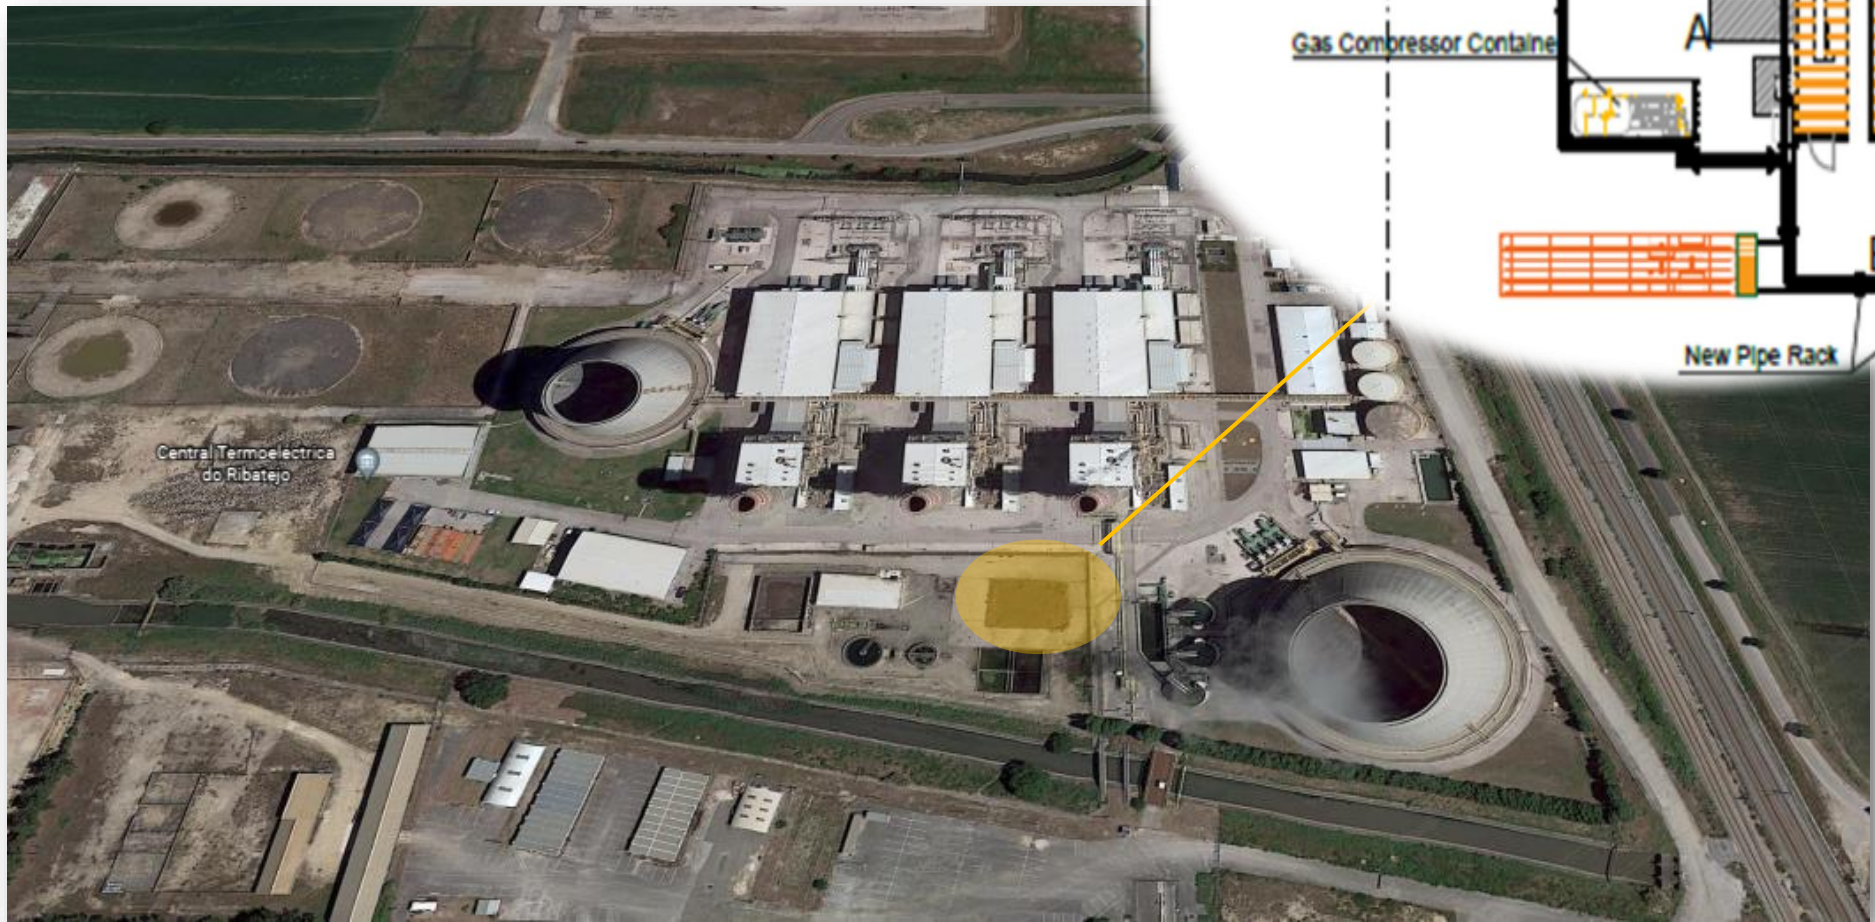 Gas Compressor Containe
A
New Pipe Rack
Central Termoeléctrica
do Ribatejo